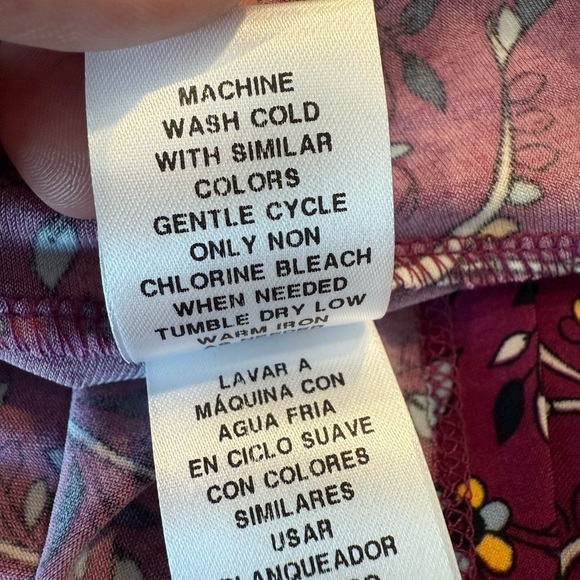 MACHINE
WASH COLD
WITH SIMILAR
COLORS
GENTLE CYCLE
ONLY NON
CHLORINE BLEACH
WHEN NEEDED
TUMBLE DRY LOW
WARM IRON
LAVAR A
MÁQUINA CON
AGUA FRIA
EN CICLO SUAVE
CON COLORES
SIMILARES
USAR
BLANQUEADOR